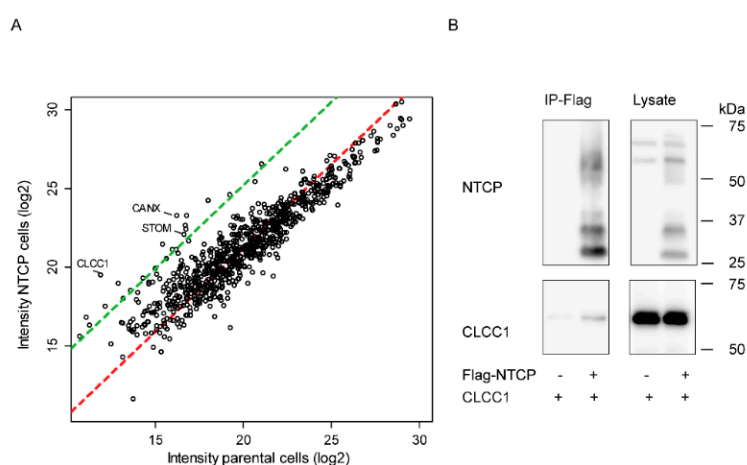 A
B
30
25
20
15
Intensity NTCP cells (log2)
CANX
STOM
CLCC1
15 20 25 30
Intensity parental cells (log2)
IP-Flag Lysate kDa
NTCP
75
50
37
25
CLCC1
75
50
Flag-NTCP - + - +
CLCC1 + + + +